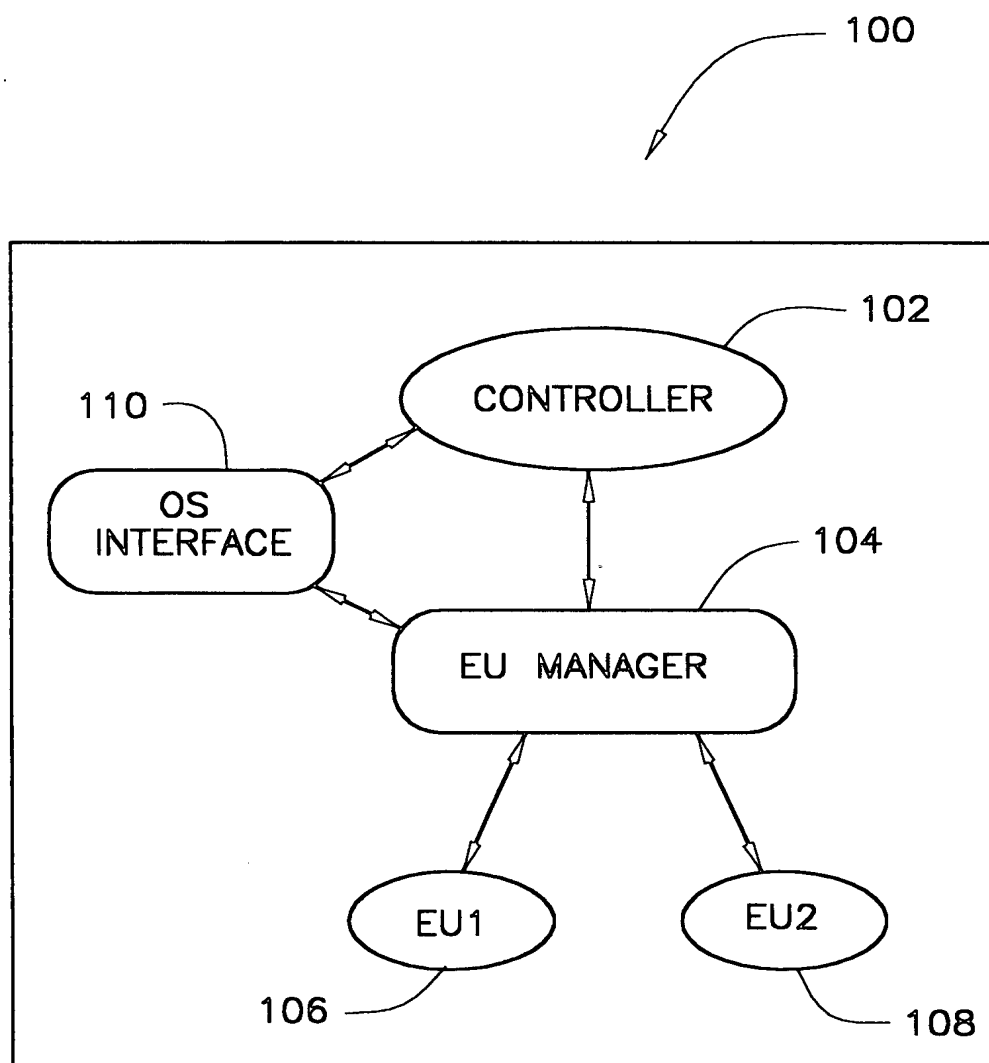 100
102
CONTROLLER
110
OS
INTERFACE
104
EU MANAGER
EU1
EU2
106
108